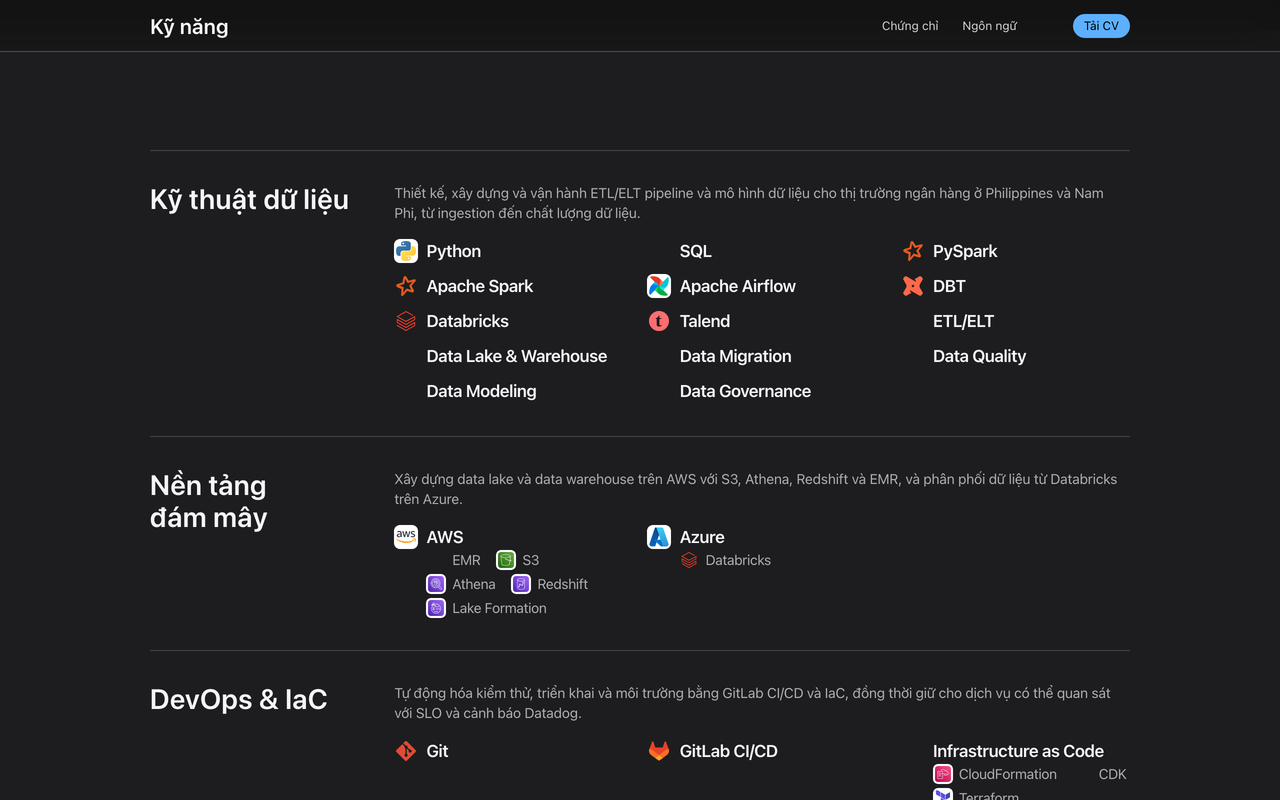 Kỹ năng
Chứng chỉ
Ngôn ngữ
Tải CV
Kỹ thuật dữ liệu
Thiết kế, xây dựng và vận hành ETL/ELT pipeline và mô hình dữ liệu cho thị trường ngân hàng ở Philippines và Nam
Phi, từ ingestion đến chất lượng dữ liệu.
Python
SQL
PySpark
Apache Spark
Apache Airflow
DBT
Databricks
Talend
ETL/ELT
Data Lake & Warehouse
Data Migration
Data Quality
Data Modeling
Data Governance
Nền tảng
đám mây
Xây dựng data lake và data warehouse trên AWS với S3, Athena, Redshift và EMR, và phân phối dữ liệu từ Databricks
trên Azure.
aws
AWS
EMR
S3
Athena
Redshift
Lake Formation
Azure
Databricks
DevOps & IaC
Tự động hóa kiểm thử, triển khai và môi trường bằng GitLab CI/CD và IaC, đồng thời giữ cho dịch vụ có thể quan sát
với SLO và cảnh báo Datadog.
Git
GitLab CI/CD
Infrastructure as Code
CloudFormation
CDK
Terraform